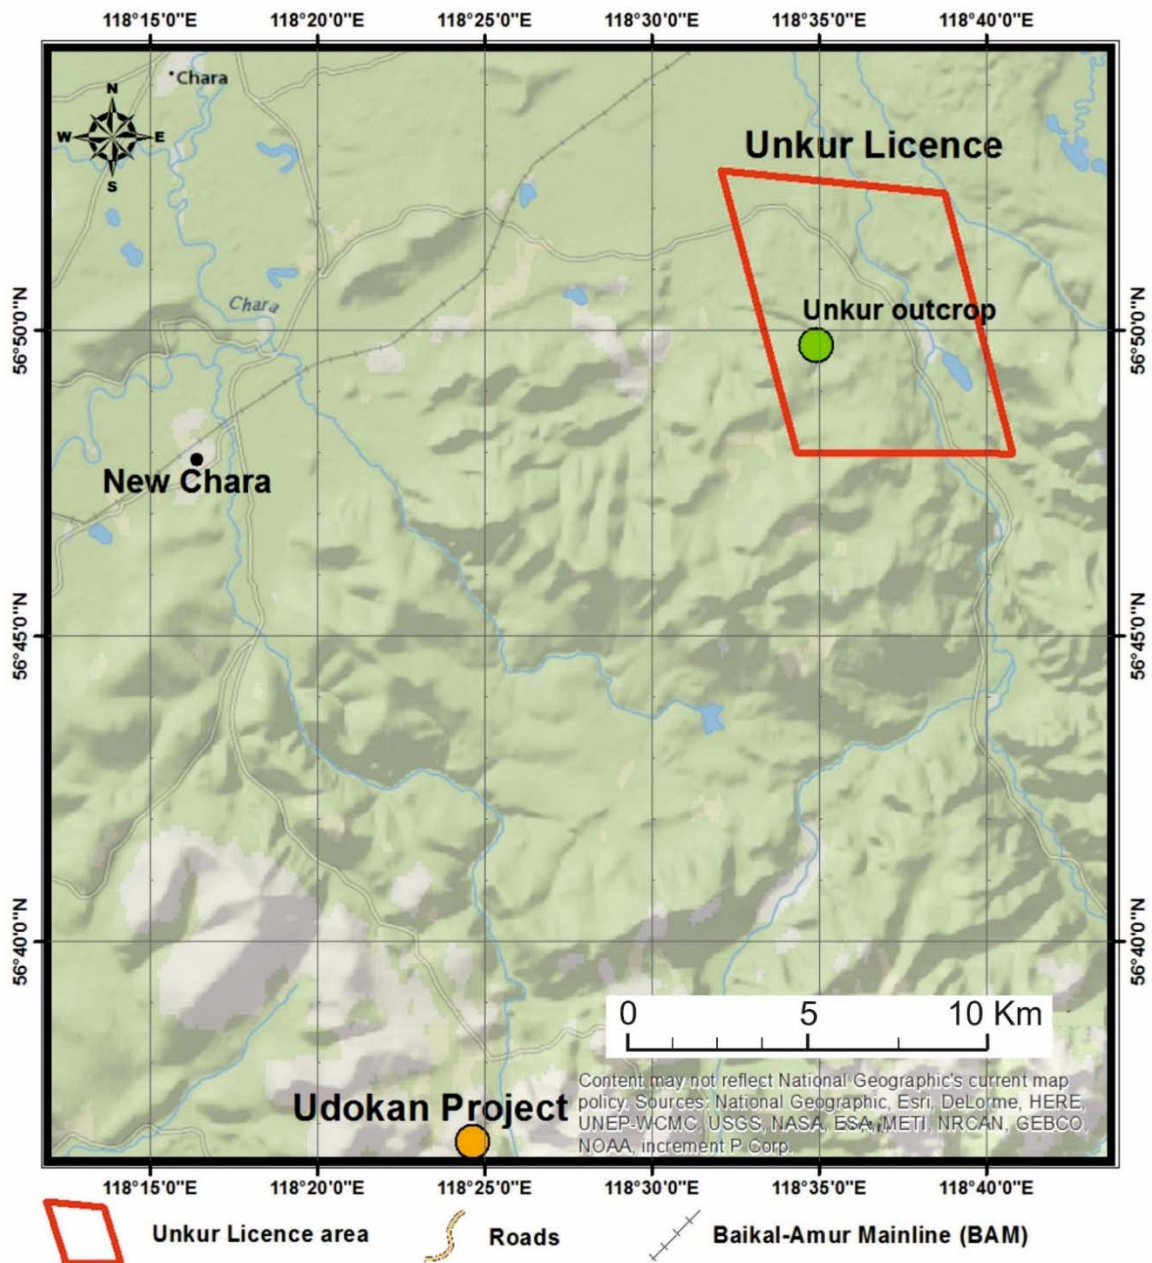 118°15'0"E 118°20'0"E 118°25'0"E 118°30'0"E 118°35'0"E 118°40'0"E
Chara
N
W E
S
Unkur Licence
Chara
Unkur outcrop
56°50'0"N 56°50'0"N
New Chara
56°45'0"N 56°45'0"N
56°40'0"N 56°40'0"N
0 5 10 Km
Content may not reflect National Geographic's current map
policy. Sources: National Geographic, Esri, DeLorme, HERE,
UNEP-WCMC, USGS, NASA, ESA, METI, NRCAN, GEBCO,
NOAA, increment P Corp.
Udokan Project
118°15'0"E 118°20'0"E 118°25'0"E 118°30'0"E 118°35'0"E 118°40'0"E
Unkur Licence area Roads Baikal-Amur Mainline (BAM)